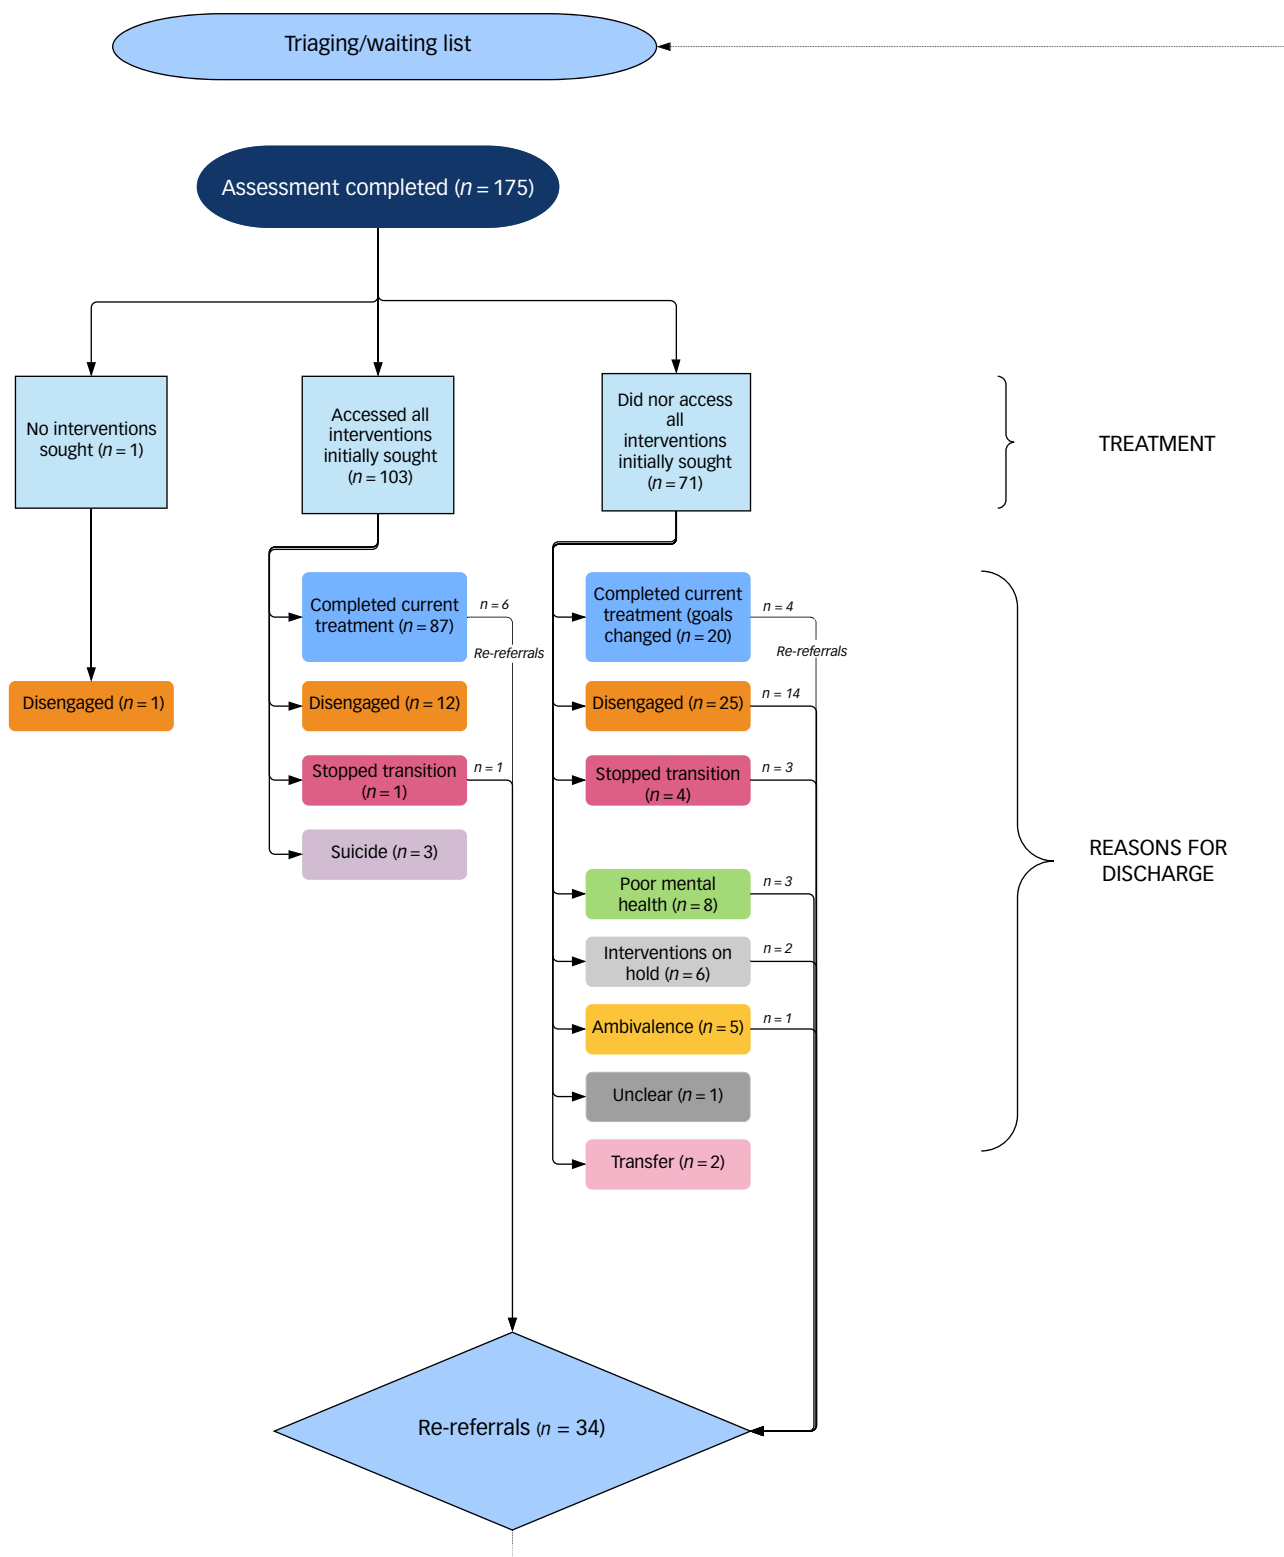 Triaging/waiting list
Assessment completed (n = 175)
No interventions
sought (n = 1)
Accessed all
interventions
initially sought
(n = 103)
Did nor access
all
interventions
initially sought
(n = 71)
TREATMENT
Disengaged (n = 1)
Completed current
treatment (n = 87)
n = 6
Re-referrals
Disengaged (n = 12)
Stopped transition
(n = 1)
n = 1
Suicide (n = 3)
Completed current
treatment (goals
changed (n = 20)
n = 4
Re-referrals
Disengaged (n = 25)
n = 14
Stopped transition
(n = 4)
n = 3
Poor mental
health (n = 8)
n = 3
Interventions on
hold (n = 6)
n = 2
Ambivalence (n = 5)
n = 1
Unclear (n = 1)
Transfer (n = 2)
REASONS FOR
DISCHARGE
Re-referrals (n = 34)